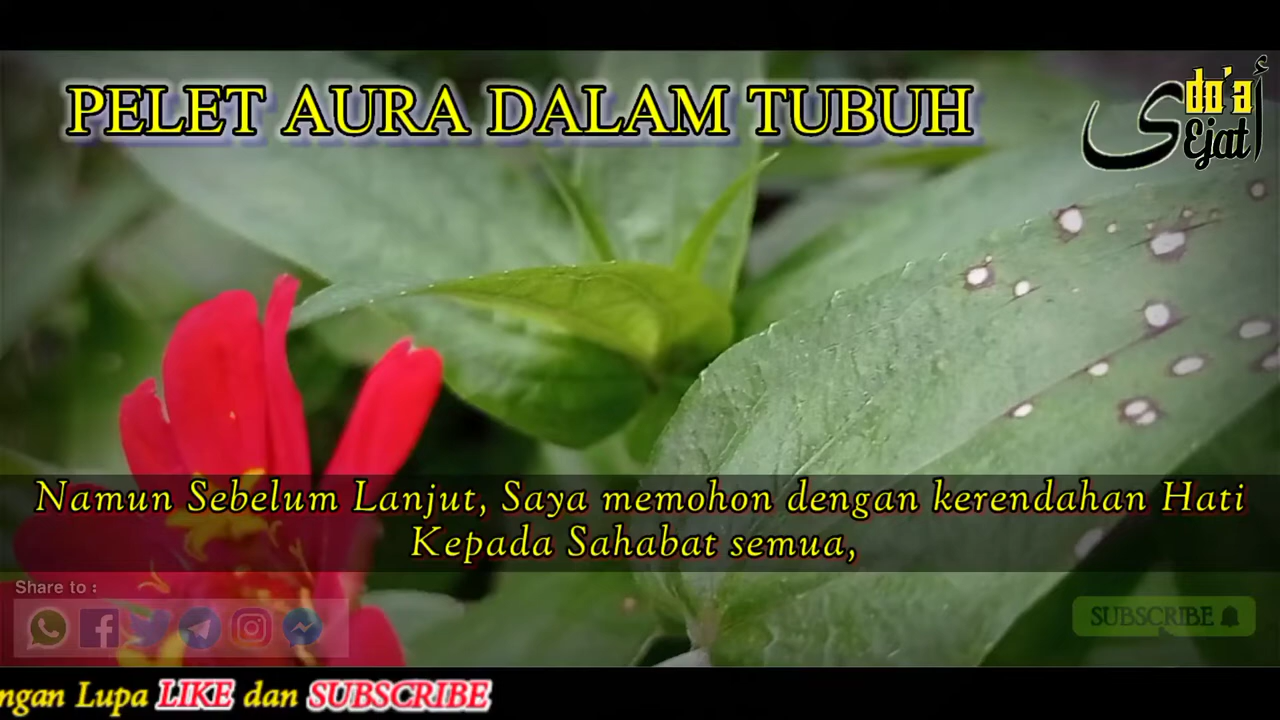 PELET AURA DALAM TUBUH
do'a
Ejati
Namun Sebelum Lanjut, Saya memohon dengan kerendahan Hati
Kepada Sahabat semua,
Share to :
SUBSCRIBE
ngan Lupa LIKE dan SUBSCRIBE